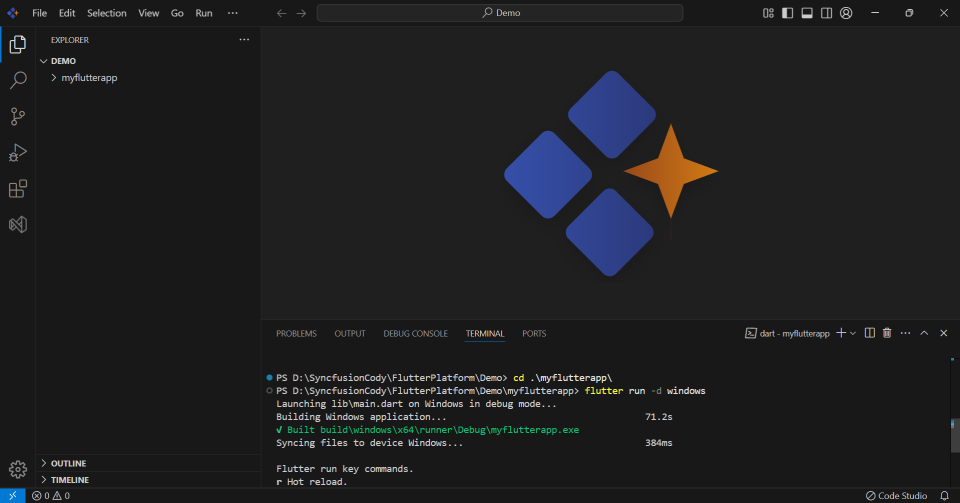 File Edit Selection View Go Run ...
Demo
EXPLORER
DEMO
myflutterapp
PROBLEMS OUTPUT DEBUG CONSOLE TERMINAL PORTS
dart - myflutterapp
PS D:\SyncfusionCody\FlutterPlatform\Demo> cd .\myflutterapp\
PS D:\SyncfusionCody\FlutterPlatform\Demo\myflutterapp> flutter run -d windows
Launching lib\main.dart on Windows in debug mode...
Building Windows application... 71.2s
√ Built build\windows\x64\runner\Debug\myflutterapp.exe
Syncing files to device Windows... 384ms
Flutter run key commands.
r Hot reload.
OUTLINE
TIMELINE
0 0
Code Studio